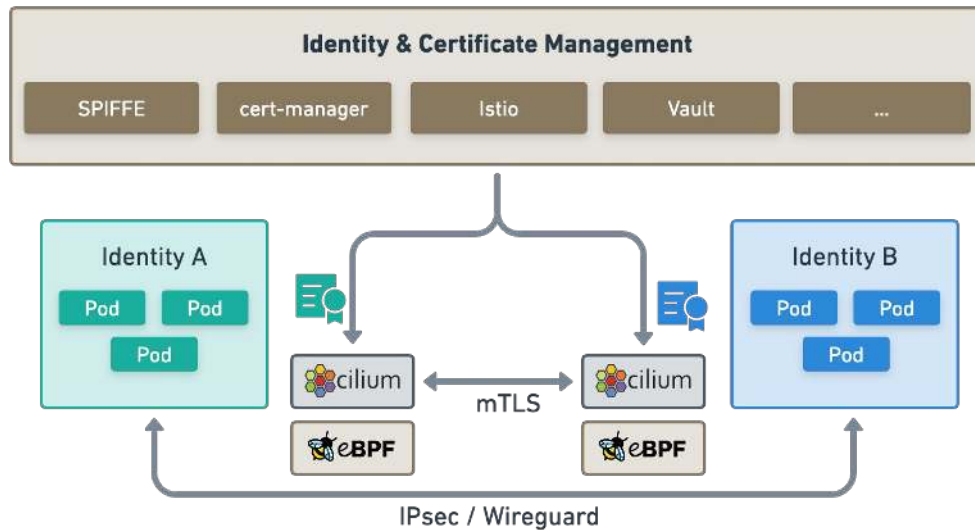 Identity & Certificate Management
SPIFFE
cert-manager
Istio
Vault
...
Identity A
Pod
Pod
Pod
Identity B
Pod
Pod
Pod
cilium
cilium
mTLS
eBPF
eBPF
IPsec / Wireguard